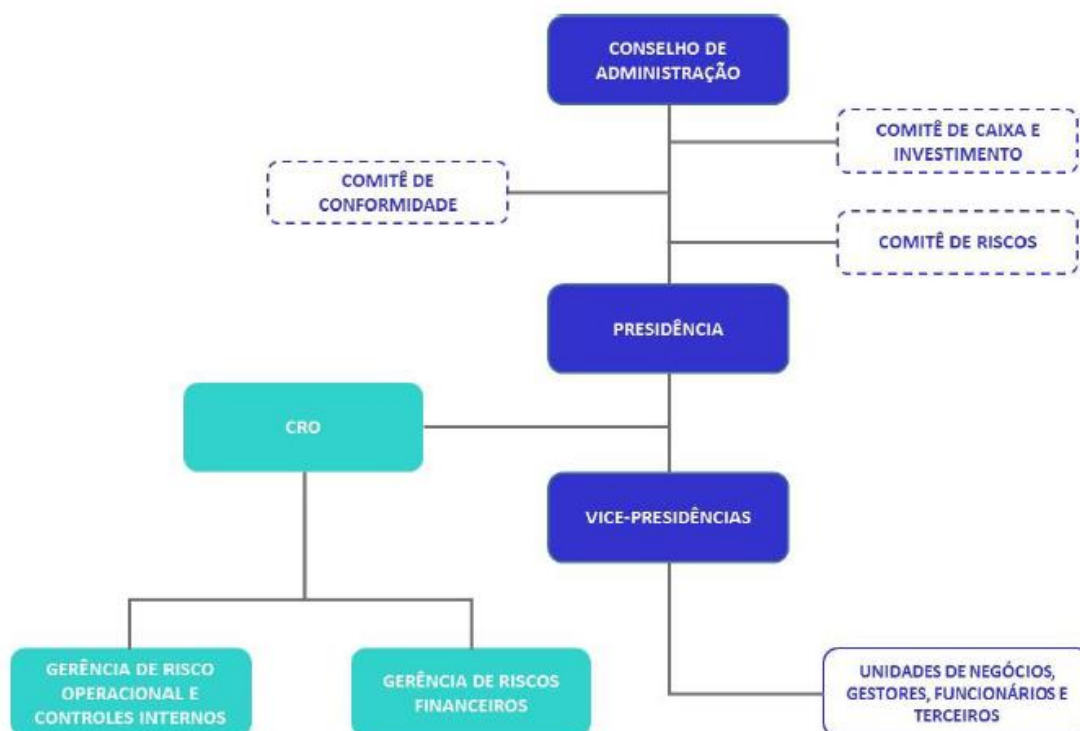 CONSELHO DE
ADMINISTRAÇÃO
COMITÊ DE CAIXA E
INVESTIMENTO
COMITÊ DE
CONFORMIDADE
COMITÊ DE RISCOS
PRESIDÊNCIA
CRO
VICE-PRESIDÊNCIAS
GERÊNCIA DE RISCO
OPERACIONAL E
CONTROLES INTERNOS
GERÊNCIA DE RISCOS
FINANCEIROS
UNIDADES DE NEGÓCIOS,
GESTORES, FUNCIONÁRIOS E
TERCEIROS